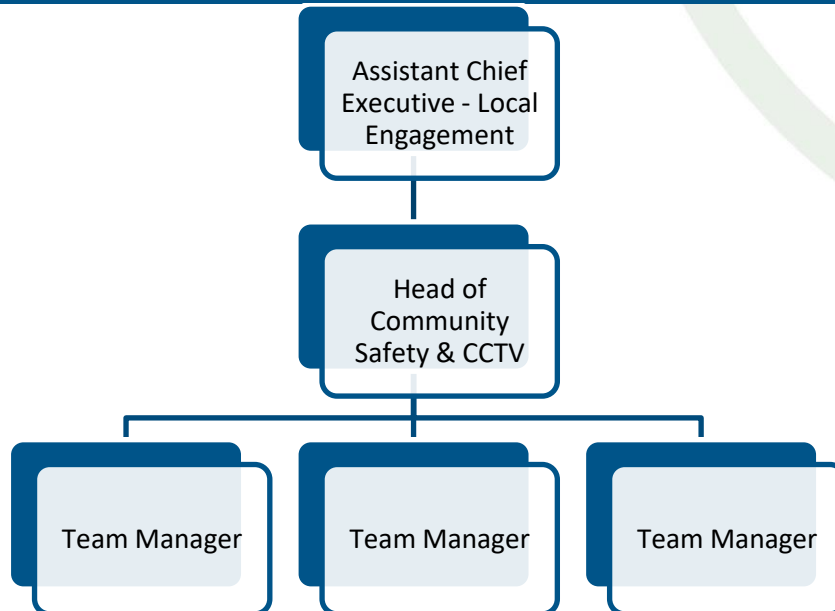 Assistant Chief
Executive - Local
Engagement
Head of
Community
Safety & CCTV
Team Manager
Team Manager
Team Manager